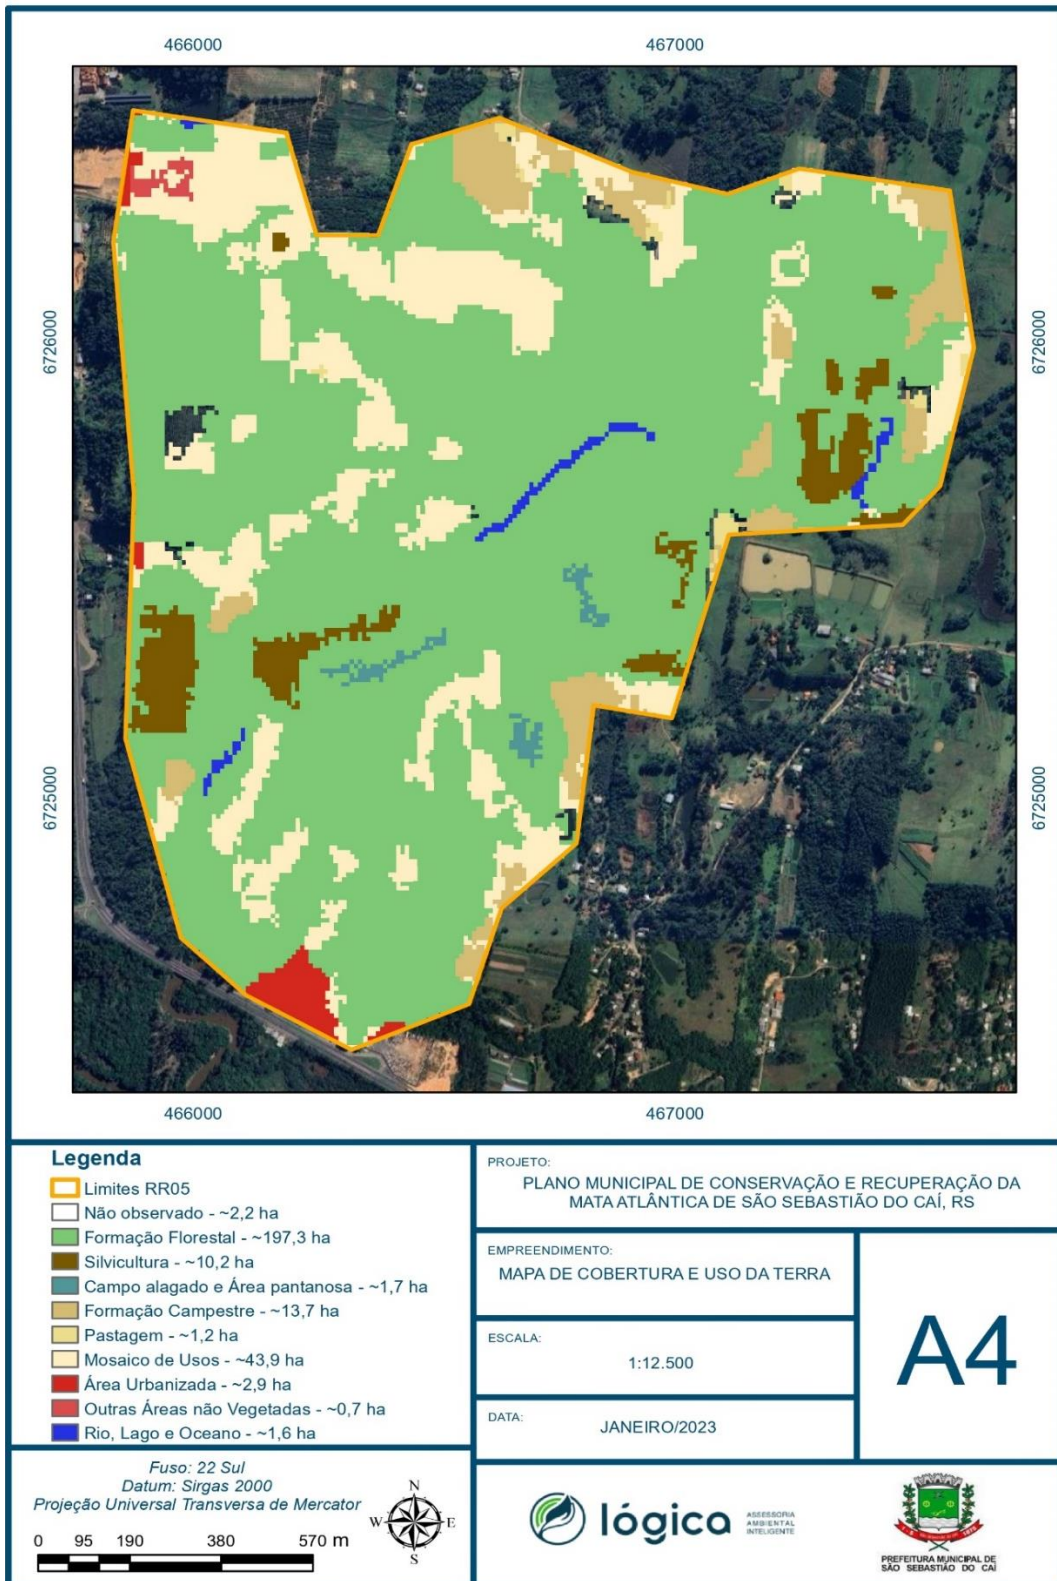 466000
467000
6726000
6726000
6725000
6725000
466000
467000
Legenda
Limites RR05
Não observado - ~2,2 ha
Formação Florestal - ~197,3 ha
Silvicultura - ~10,2 ha
Campo alagado e Área pantanosa - ~1,7 ha
Formação Campestre - ~13,7 ha
Pastagem - ~1,2 ha
Mosaico de Usos - ~43,9 ha
Área Urbanizada - ~2,9 ha
Outras Áreas não Vegetadas - ~0,7 ha
Rio, Lago e Oceano - ~1,6 ha
Fuso: 22 Sul
Datum: Sirgas 2000
Projeção Universal Transversa de Mercator
0 95 190 380 570 m
N
W E
S
PROJETO:
PLANO MUNICIPAL DE CONSERVAÇÃO E RECUPERAÇÃO DA
MATA ATLÂNTICA DE SÃO SEBASTIÃO DO CAÍ, RS
EMPREENDIMENTO:
MAPA DE COBERTURA E USO DA TERRA
ESCALA:
1:12.500
DATA:
JANEIRO/2023
A4
lógica
ASSESSORIA
AMBIENTAL
INTELIGENTE
PREFEITURA MUNICIPAL DE
SÃO SEBASTIÃO DO CAÍ